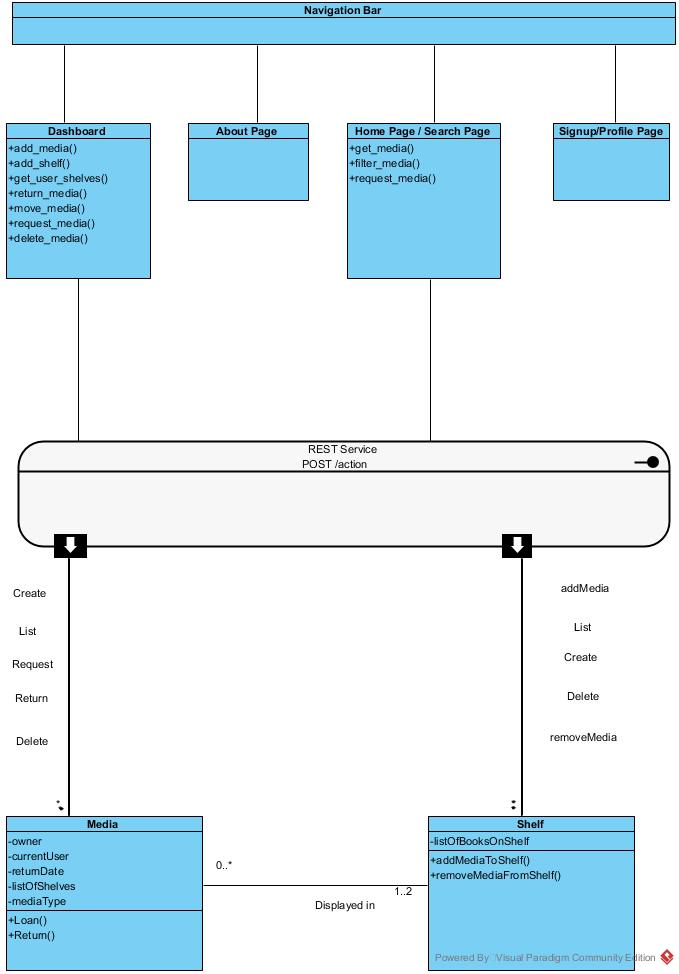 Navigation Bar
Dashboard
+add_media()
+add_shelf()
+get_user_shelves()
+return_media()
+move_media()
+request_media()
+delete_media()
About Page
Home Page / Search Page
+get_media()
+filter_media()
+request_media()
Signup/Profile Page
REST Service
POST /action
Create
List
Request
Return
Delete
addMedia
List
Create
Delete
removeMedia
*
*
Media
-owner
-currentUser
-returnDate
-listOfShelves
-mediaType
+Loan()
+Return()
0..*
1..2
Displayed in
Shelf
-listOfBooksOnShelf
+addMediaToShelf()
+removeMediaFromShelf()
Powered By Visual Paradigm Community Edition